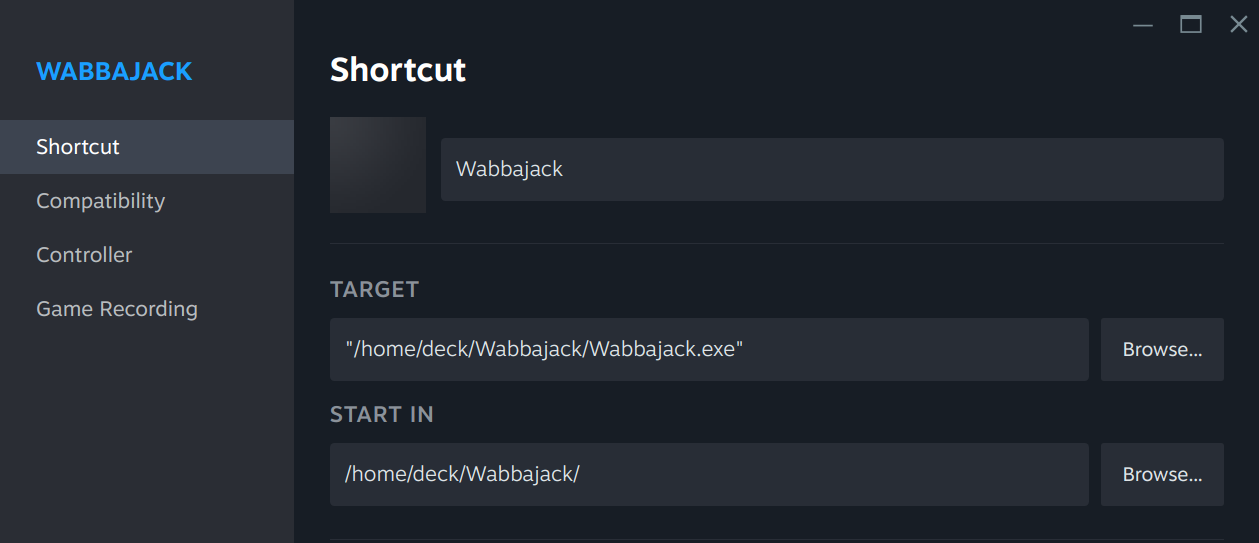 WABBAJACK
Shortcut
Compatibility
Controller
Game Recording
Shortcut
Wabbajack
TARGET
"/home/deck/Wabbajack/Wabbajack.exe"
Browse...
START IN
/home/deck/Wabbajack/
Browse...